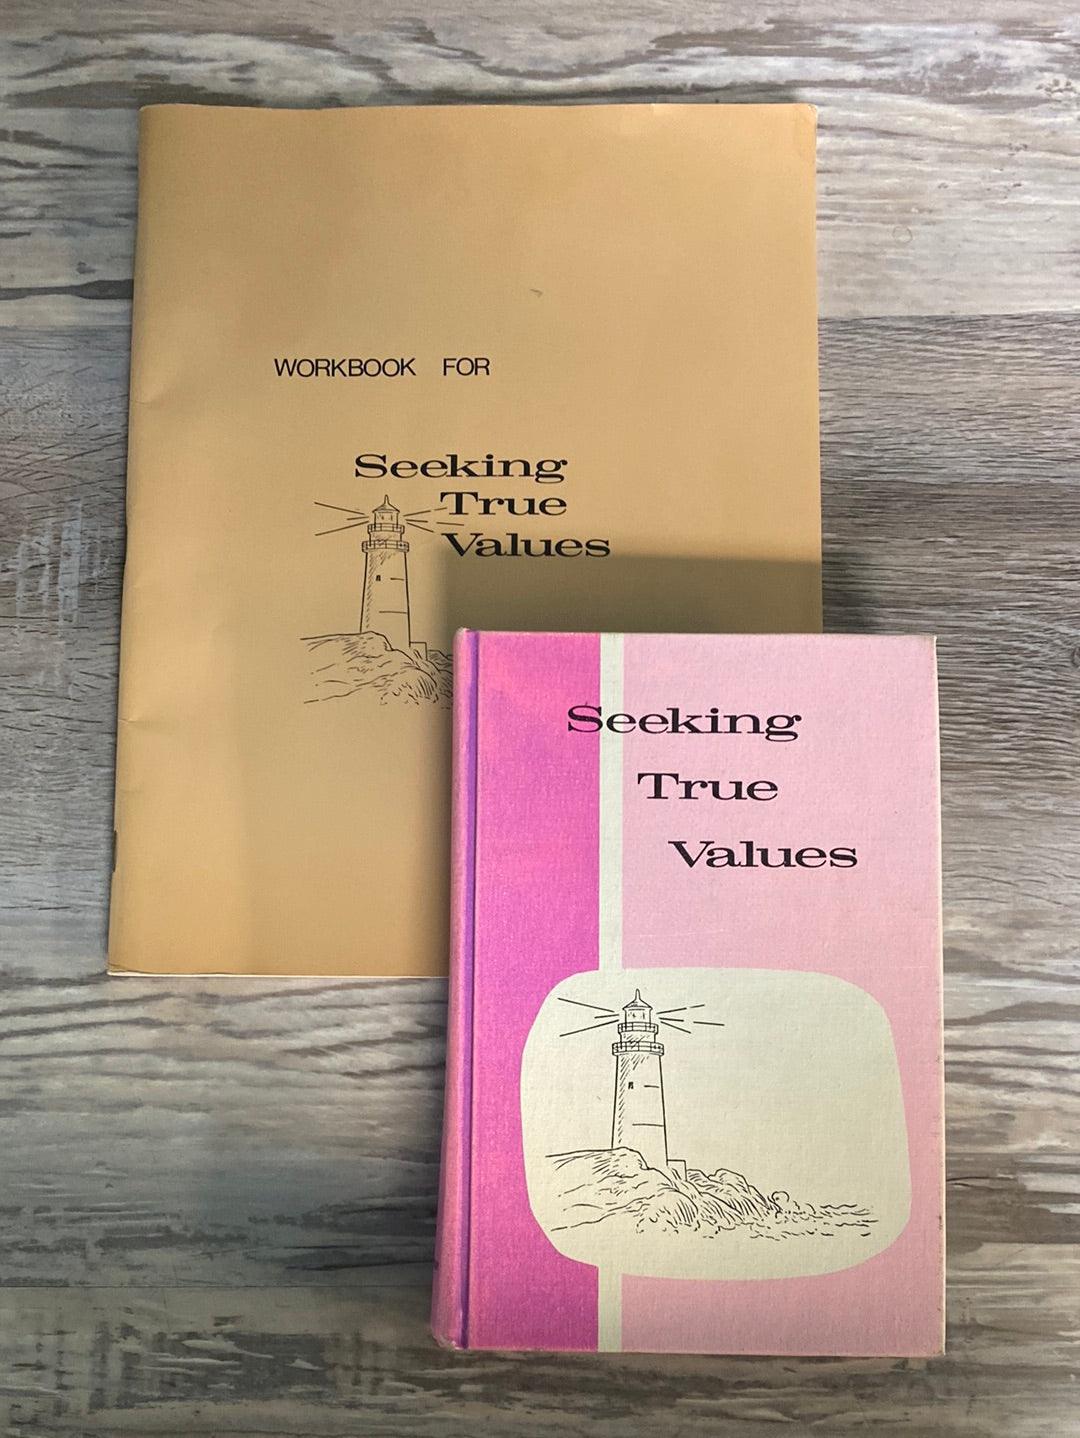 WORKBOOK FOR
Seeking
True
Values
Seeking
True
Values